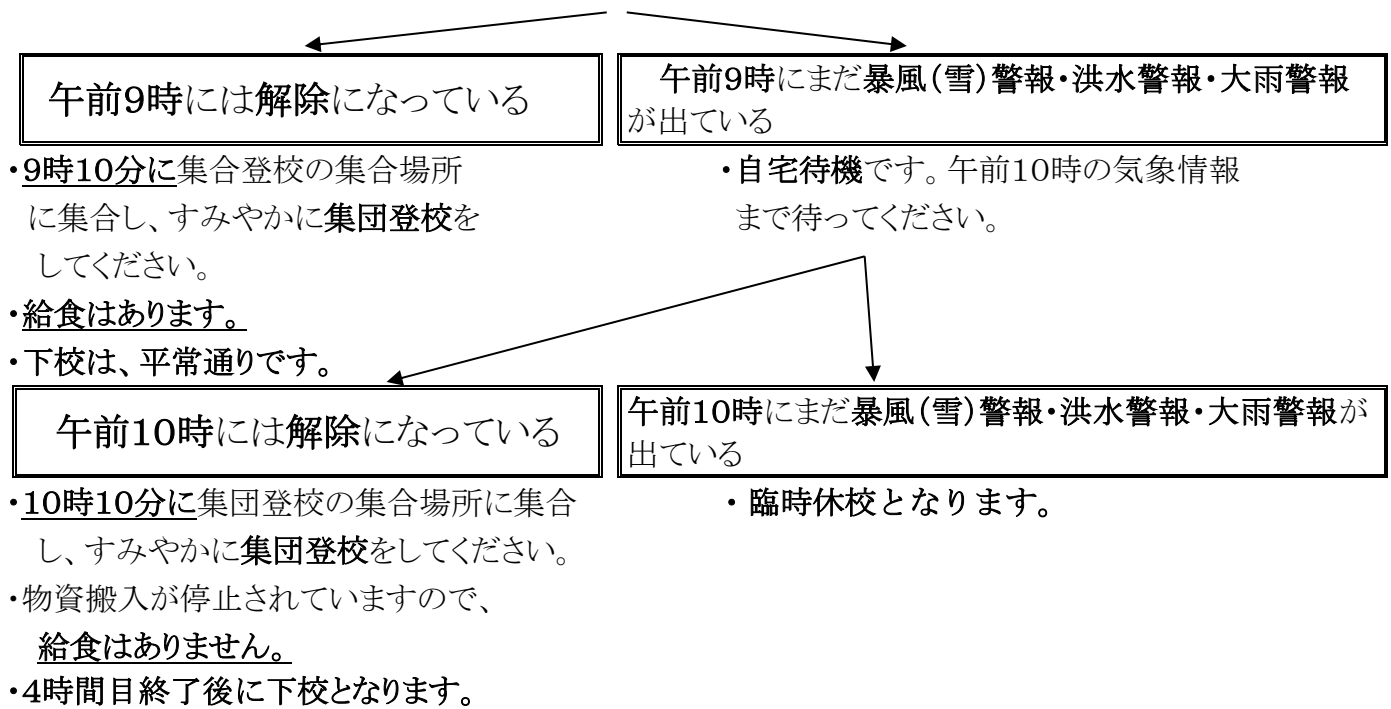 午前9時には解除になっている
午前9時にまだ暴風(雪)警報・洪水警報・大雨警報
が出ている
・9時10分に集合登校の集合場所
に集合し、すみやかに集団登校を
してください。
・給食はあります。
・下校は、平常通りです。
・自宅待機です。午前10時の気象情報
まで待ってください。
午前10時には解除になっている
午前10時にまだ暴風(雪)警報・洪水警報・大雨警報が
出ている
・10時10分に集団登校の集合場所に集合
し、すみやかに集団登校をしてください。
・物資搬入が停止されていますので、
給食はありません。
・4時間目終了後に下校となります。
・臨時休校となります。